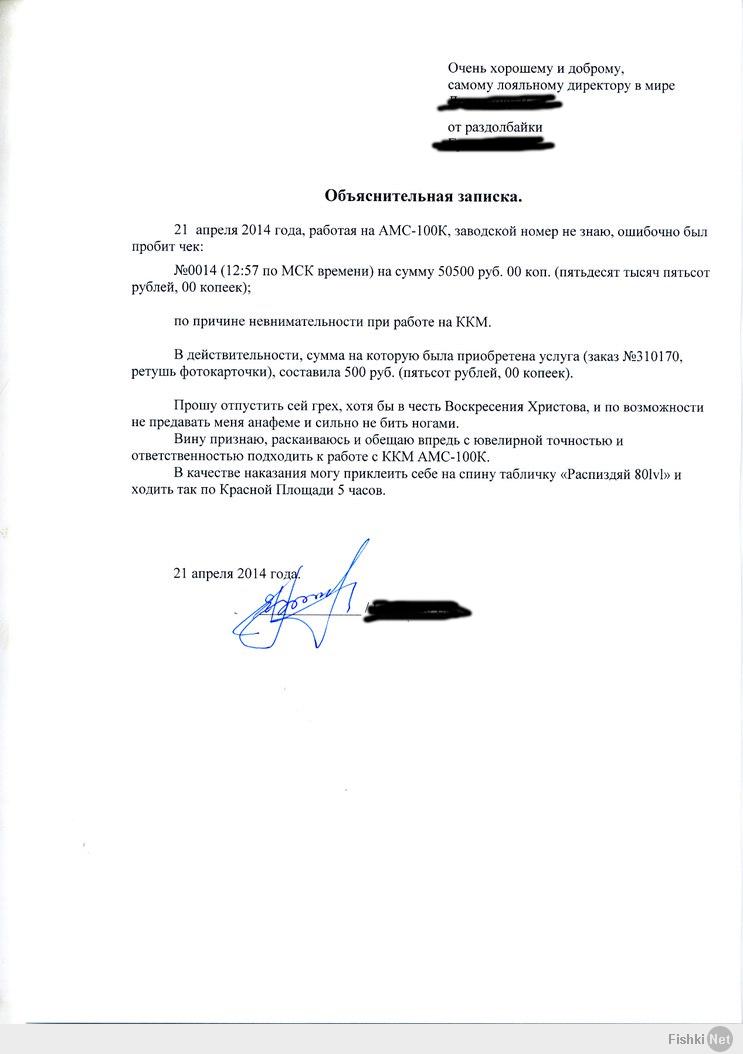 Очень хорошему и доброму,
самому лояльному директору в мире
от раздолбайки
Объяснительная записка.
21 апреля 2014 года, работая на АМС-100К, заводской номер не знаю, ошибочно был
пробит чек:
№0014 (12:57 по МСК времени) на сумму 50500 руб. 00 коп. (пятьдесят тысяч пятьсот
рублей, 00 копеек);
по причине невнимательности при работе на ККМ.
В действительности, сумма на которую была приобретена услуга (заказ №310170,
ретушь фотокарточки), составила 500 руб. (пятьсот рублей, 00 копеек).
Прошу отпустить сей грех, хотя бы в честь Воскресения Христова, и по возможности
не предавать меня анафеме и сильно не бить ногами.
Вину признаю, раскаиваюсь и обещаю впредь с ювелирной точностью и
ответственностью подходить к работе с ККМ АМС-100К.
В качестве наказания могу приклеить себе на спину табличку «Распиздяй 80lvl» и
ходить так по Красной Площади 5 часов.
21 апреля 2014 года.
/
Fishki Net